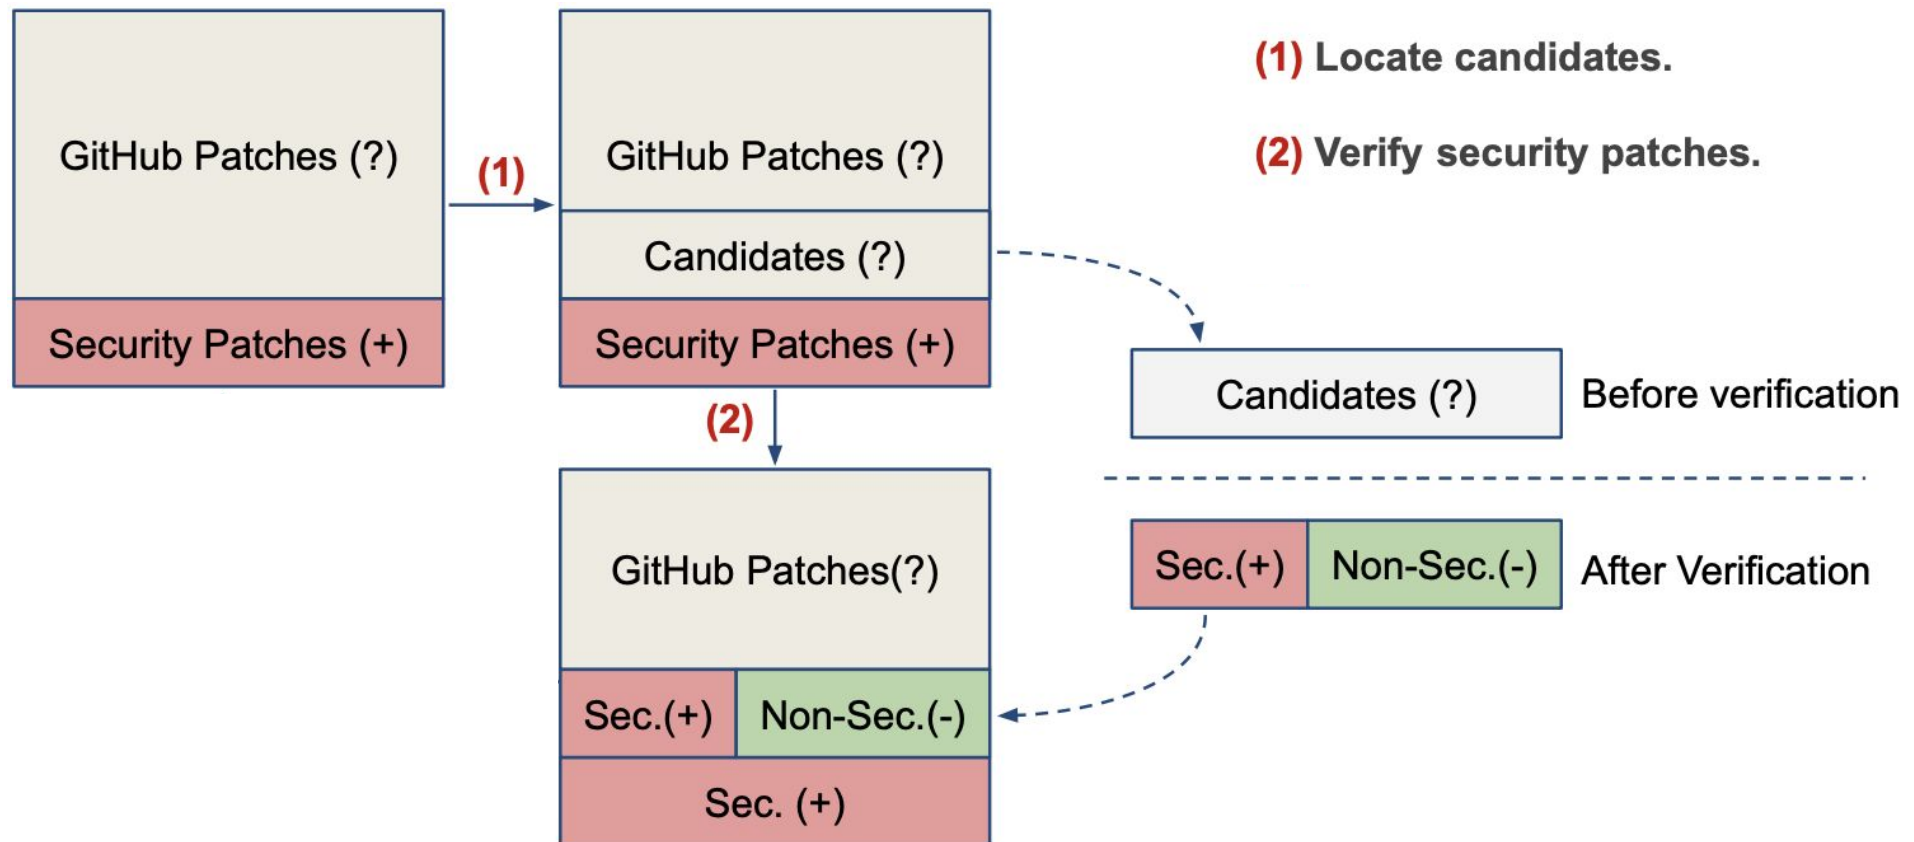 GitHub Patches (?)
Security Patches (+)
(1)
GitHub Patches (?)
Candidates (?)
Security Patches (+)
(1) Locate candidates.
(2) Verify security patches.
Candidates (?)
Before verification
(2)
Sec.(+)
Non-Sec.(-)
After Verification
GitHub Patches(?)
Sec.(+)
Non-Sec.(-)
Sec. (+)